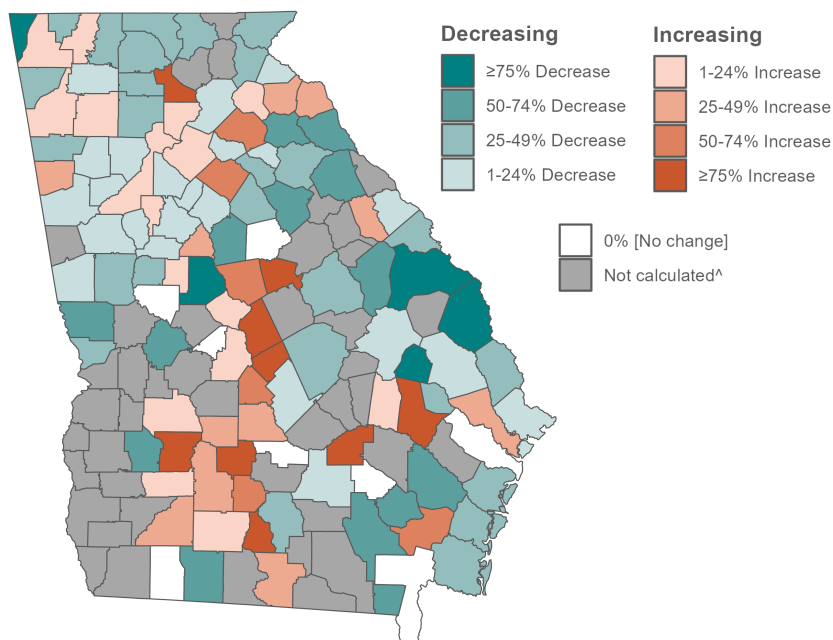 Decreasing
≥75% Decrease
50-74% Decrease
25-49% Decrease
1-24% Decrease
Increasing
1-24% Increase
25-49% Increase
50-74% Increase
≥75% Increase
0% [No change]
Not calculated^